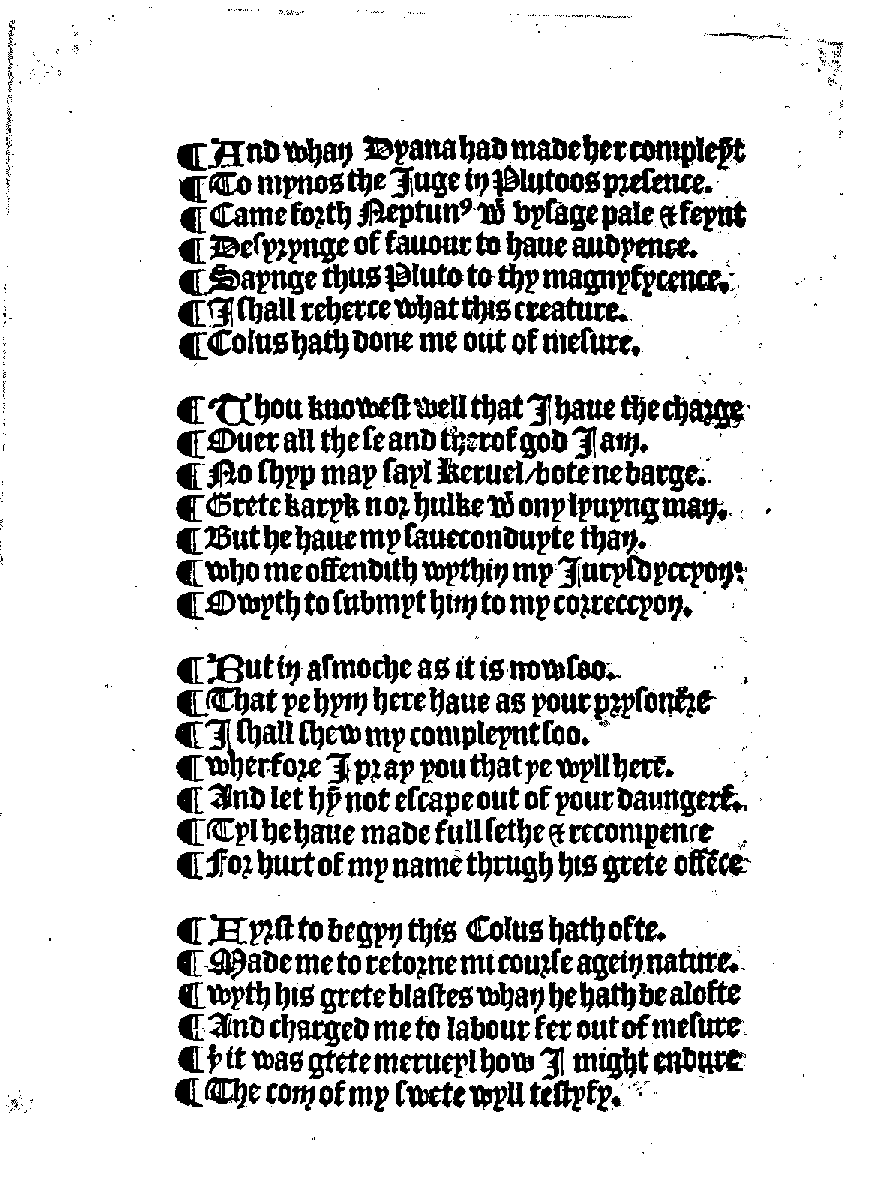 ¶ And whan Dyana had made her compleyt
¶ To mynos the Juge in Plutoos presence.
¶ Came forth Neptunꝰ wͭ vysage pale & feynt
¶ Desyrynge of fauour to haue audyence.
¶ Saynge thus Pluto to thy magnyfycence.
¶ I shall reherce what this creature.
¶ Colus hath done me out of mesure.
¶ Thou knowest well that I haue the charge
¶ Ouer all the se and therof god I am.
¶ No shyp may sayl keruel/bote ne barge.
¶ Grete karyk nor hulke wͭ ony lyuyng man.
¶ But he haue my saueconduyte than.
¶ who me offendith wythin my Jurysdyccyon:
¶ Owyth to submyt him to my correccyon.
¶ But in asmoche as it is now soo.
¶ That ye hym here haue as your prysonere
¶ I shall shew my compleynt soo.
¶ wherfore I pray you that ye wyll here.
¶ And let hȳ not escape out of your daungere.
¶ Tyl he haue made full sethe & recompence
¶ For hurt of my name thrugh his grete offēce
¶ Fyrst to begyn this Colus hath ofte.
¶ Made me to retorne mi course agein nature.
¶ wyth his grete blastes whan he hath be alofte
¶ And charged me to labour fer out of mesure
¶ þͭ it was grete merueyl how I might endure
¶ The com of my swete wyll testyfy.